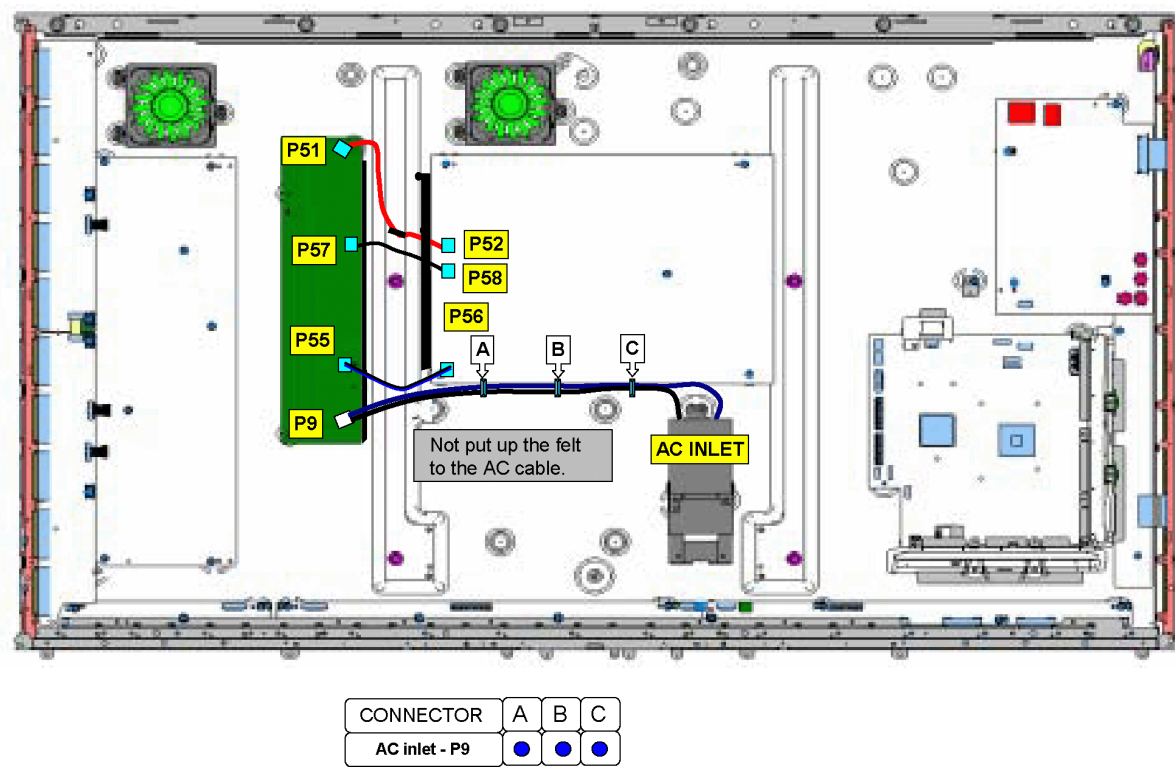 P51
P57
P52
P58
P56
P55
A
B
C
P9
Not put up the felt
to the AC cable.
AC INLET
CONNECTOR A B C
AC inlet - P9